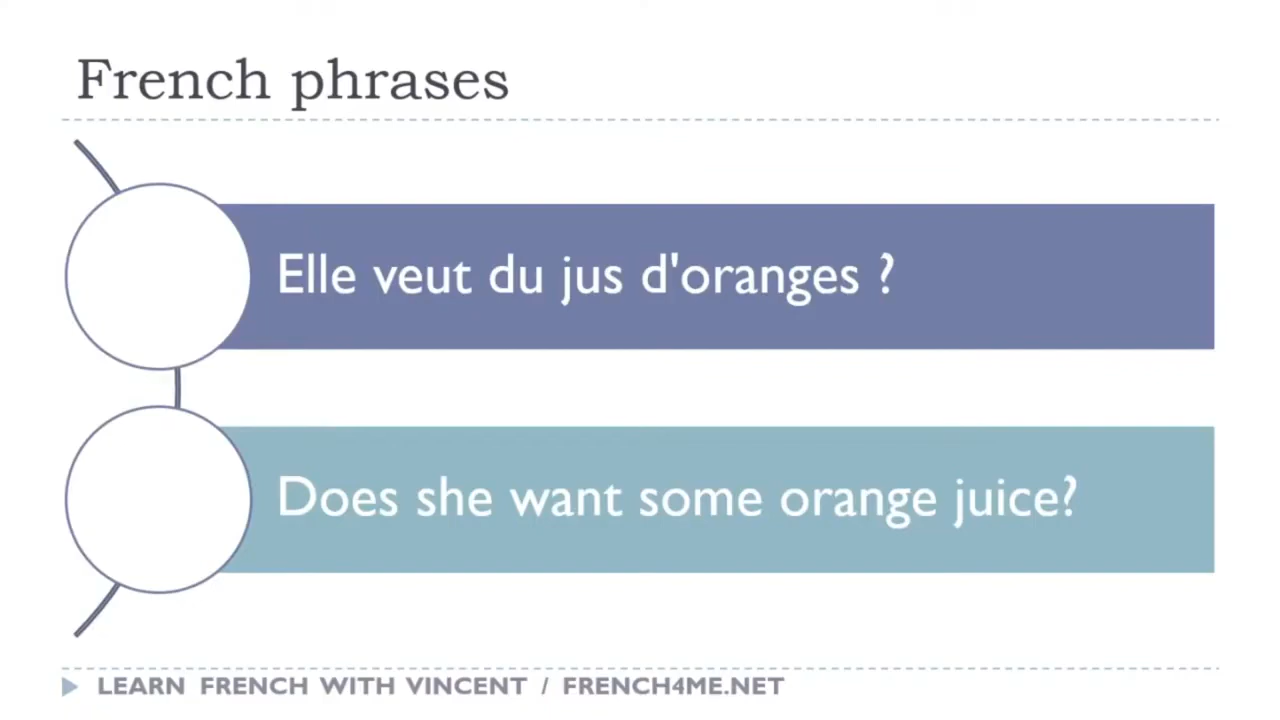 French phrases
Elle veut du jus d'oranges ?
Does she want some orange juice?
LEARN FRENCH WITH VINCENT / FRENCH4ME.NET